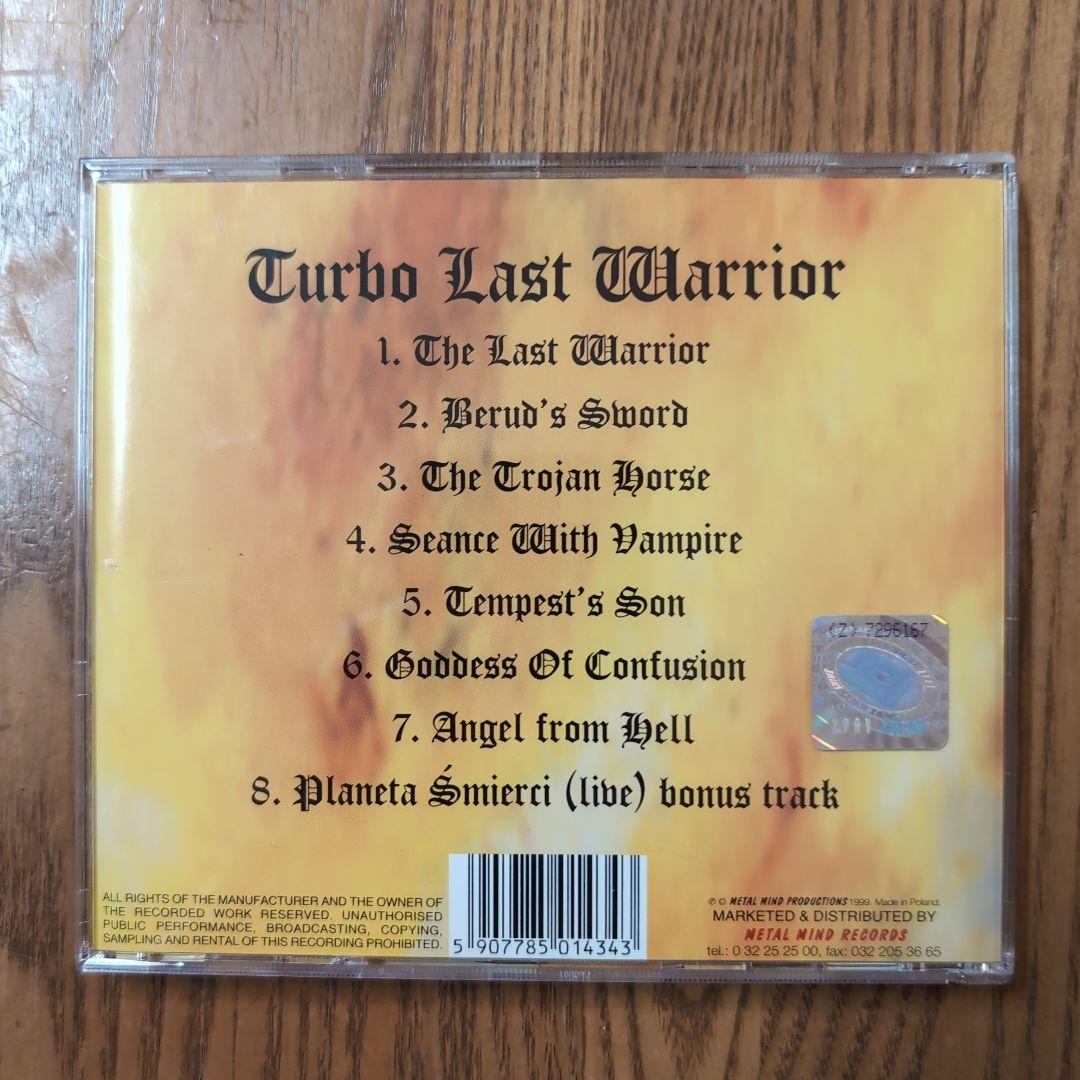 Turbo Last Warrior
1. The Last Warrior
2. Berud's Sword
3. The Trojan Horse
4. Seance With Vampire
5. Tempest's Son
6. Goddess Of Confusion
7. Angel from Hell
8. Planeta Śmierci (live) bonus track
(Z) 7296167
ZPAV
ALL RIGHTS OF THE MANUFACTURER AND THE OWNER OF
THE RECORDED WORK RESERVED. UNAUTHORISED
PUBLIC PERFORMANCE, BROADCASTING, COPYING,
SAMPLING AND RENTAL OF THIS RECORDING PROHIBITED.
5 907785 014343
℗ © METAL MIND PRODUCTIONS 1999. Made in Poland.
MARKETED & DISTRIBUTED BY
METAL MIND RECORDS
tel.: 0 32 25 25 00, fax: 032 205 36 65